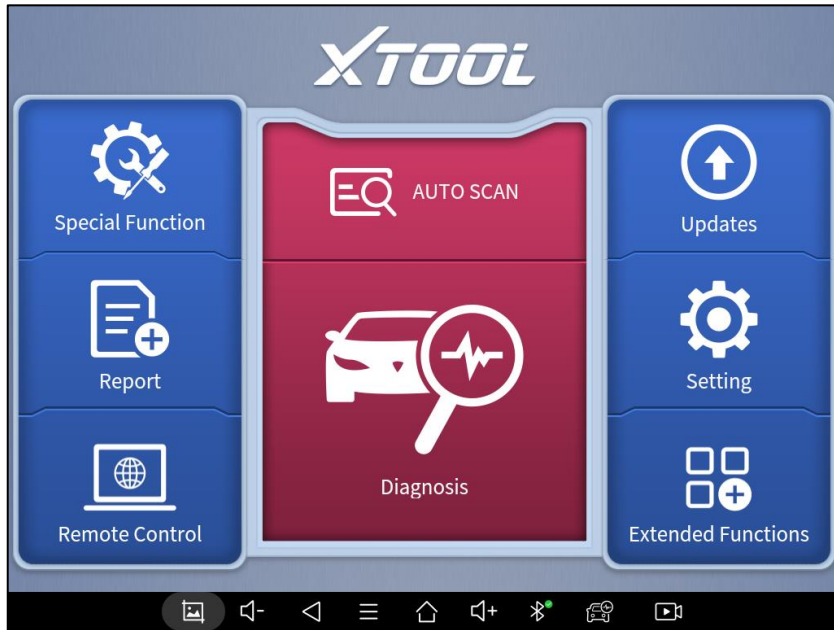 XTOOL
Special Function
AUTO SCAN
Updates
Report
Diagnosis
Setting
Remote Control
Extended Functions